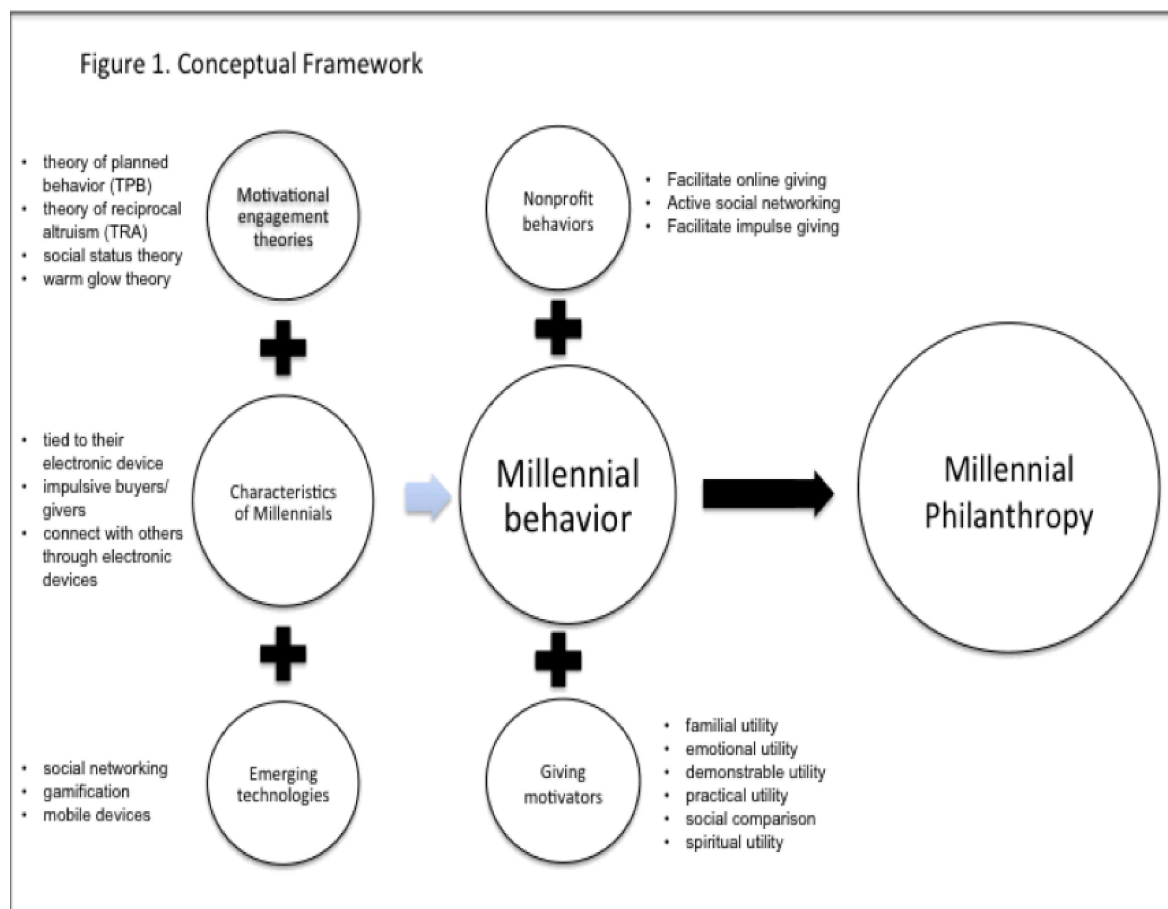 Figure 1. Conceptual Framework
• theory of planned
behavior (TPB)
• theory of reciprocal
altruism (TRA)
• social status theory
• warm glow theory
Motivational
engagement
theories
Nonprofit
behaviors
• Facilitate online giving
• Active social networking
• Facilitate impulse giving
• tied to their
electronic device
• impulsive buyers/
givers
• connect with others
through electronic
devices
Characteristics
of Millennials
Millennial
behavior
Millennial
Philanthropy
• social networking
• gamification
• mobile devices
Emerging
technologies
Giving
motivators
• familial utility
• emotional utility
• demonstrable utility
• practical utility
• social comparison
• spiritual utility